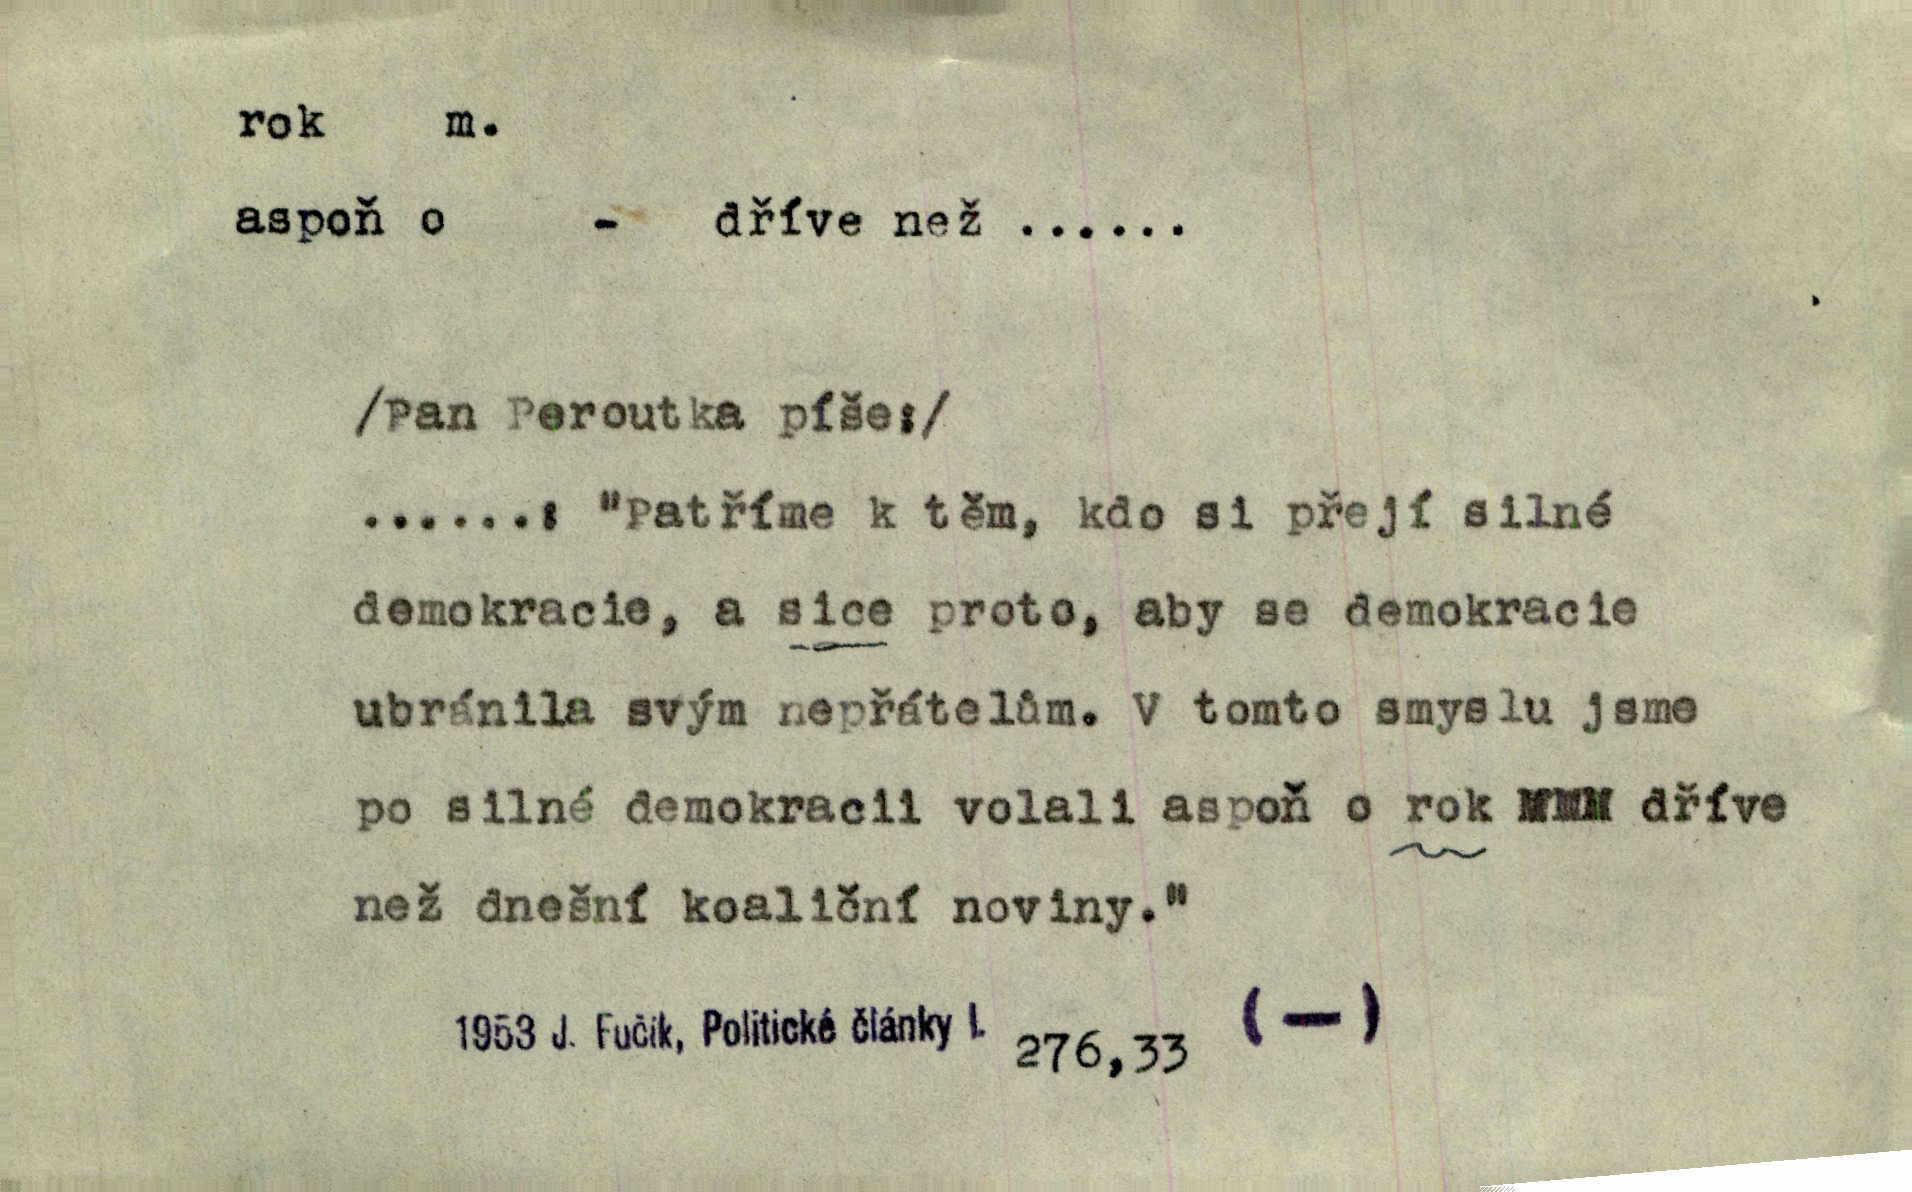 rok m.
aspoň o - dříve než ......
/Pan Peroutka píše:/
......: "Patříme k těm, kdo si přejí silné
demokracie, a sice proto, aby se demokracie
ubránila svým nepřátelům. V tomto smyslu jsme
po silné demokracii volali aspoň o rok MMM dříve
než dnešní koaliční noviny."
1953 J. Fučík, Politické články I. 276,33 (—)